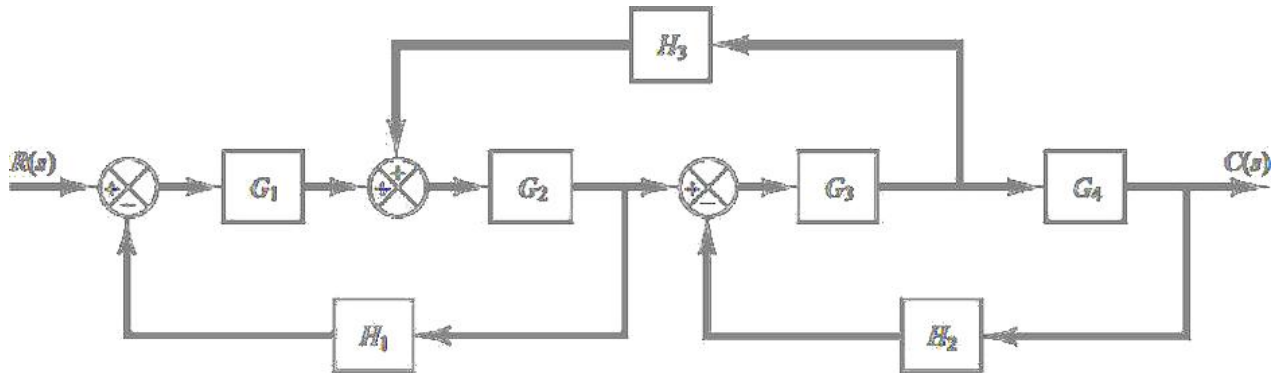 H₃
R(s)
+
−
G₁
+
+
G₂
+
−
G₃
G₄
C(s)
H₁
H₂